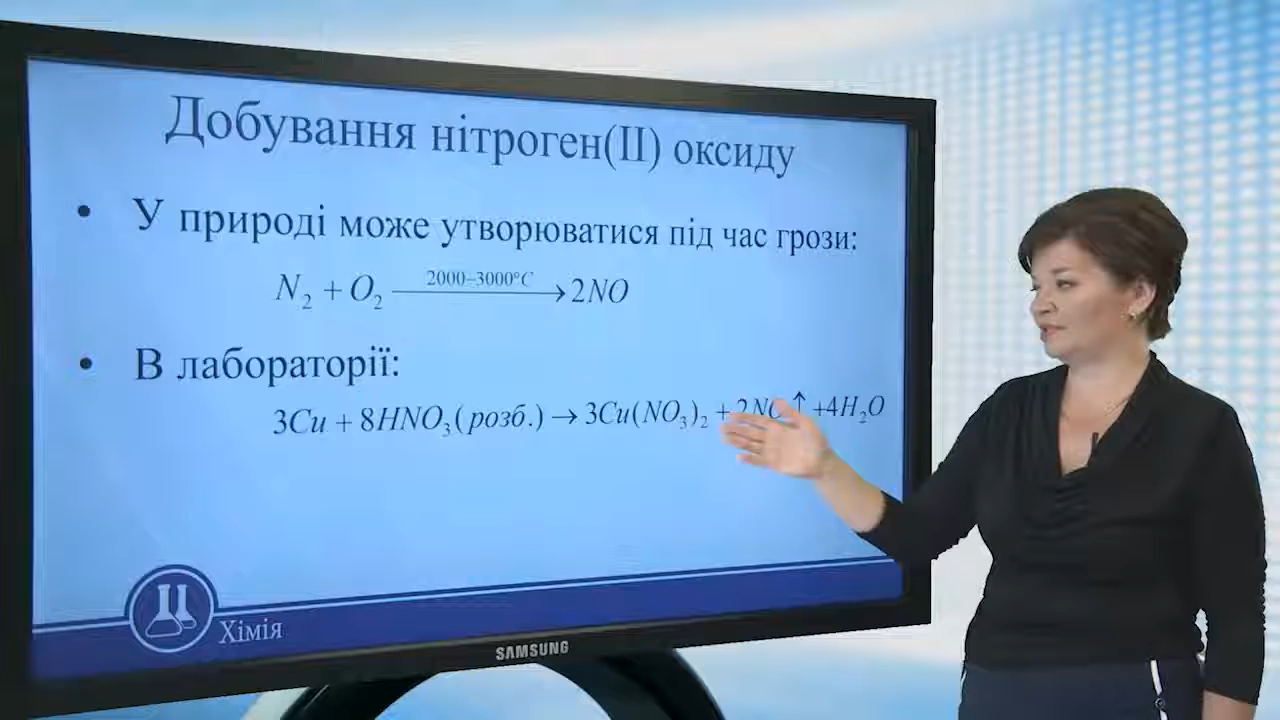 Добування нітроген(II) оксиду
• У природі може утворюватися під час грози:
N₂ + O₂ —2000–3000°C→ 2NO
• В лабораторії:
3Cu + 8HNO₃(розб.) → 3Cu(NO₃)₂ + 2NO↑ +4H₂O
Хімія
SAMSUNG